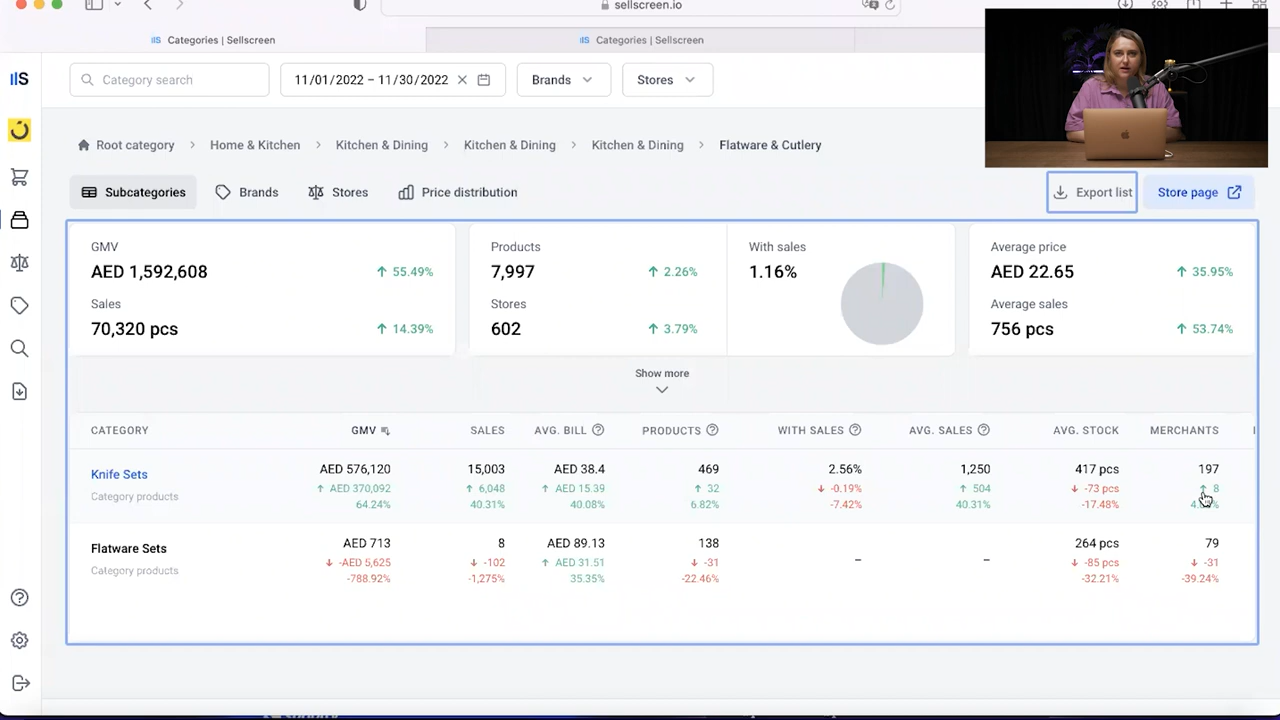 sellscreen.io
Categories | Sellscreen
Categories | Sellscreen
Category search
11/01/2022 – 11/30/2022
Brands
Stores
Root category
Home & Kitchen
Kitchen & Dining
Kitchen & Dining
Kitchen & Dining
Flatware & Cutlery
Subcategories
Brands
Stores
Price distribution
Export list
Store page
GMV
AED 1,592,608
55.49%
Sales
70,320 pcs
14.39%
Products
7,997
2.26%
Stores
602
3.79%
With sales
1.16%
Average price
AED 22.65
35.95%
Average sales
756 pcs
53.74%
Show more
CATEGORY GMV SALES AVG. BILL PRODUCTS WITH SALES AVG. SALES AVG. STOCK MERCHANTS
Knife Sets AED 576,120 15,003 AED 38.4 469 2.56% 1,250 417 pcs 197
↑ AED 370,092 ↑ 6,048 ↑ AED 15.39 ↑ 32 ↓ -0.19% ↑ 504 ↓ -73 pcs ↑ 8
Category products 64.24% 40.31% 40.08% 6.82% -7.42% 40.31% -17.48%
Flatware Sets AED 713 8 AED 89.13 138 – – 264 pcs 79
↓ -AED 5,625 ↓ -102 ↑ AED 31.51 ↓ -31 ↓ -85 pcs ↓ -31
Category products -788.92% -1,275% 35.35% -22.46% -32.21% -39.24%